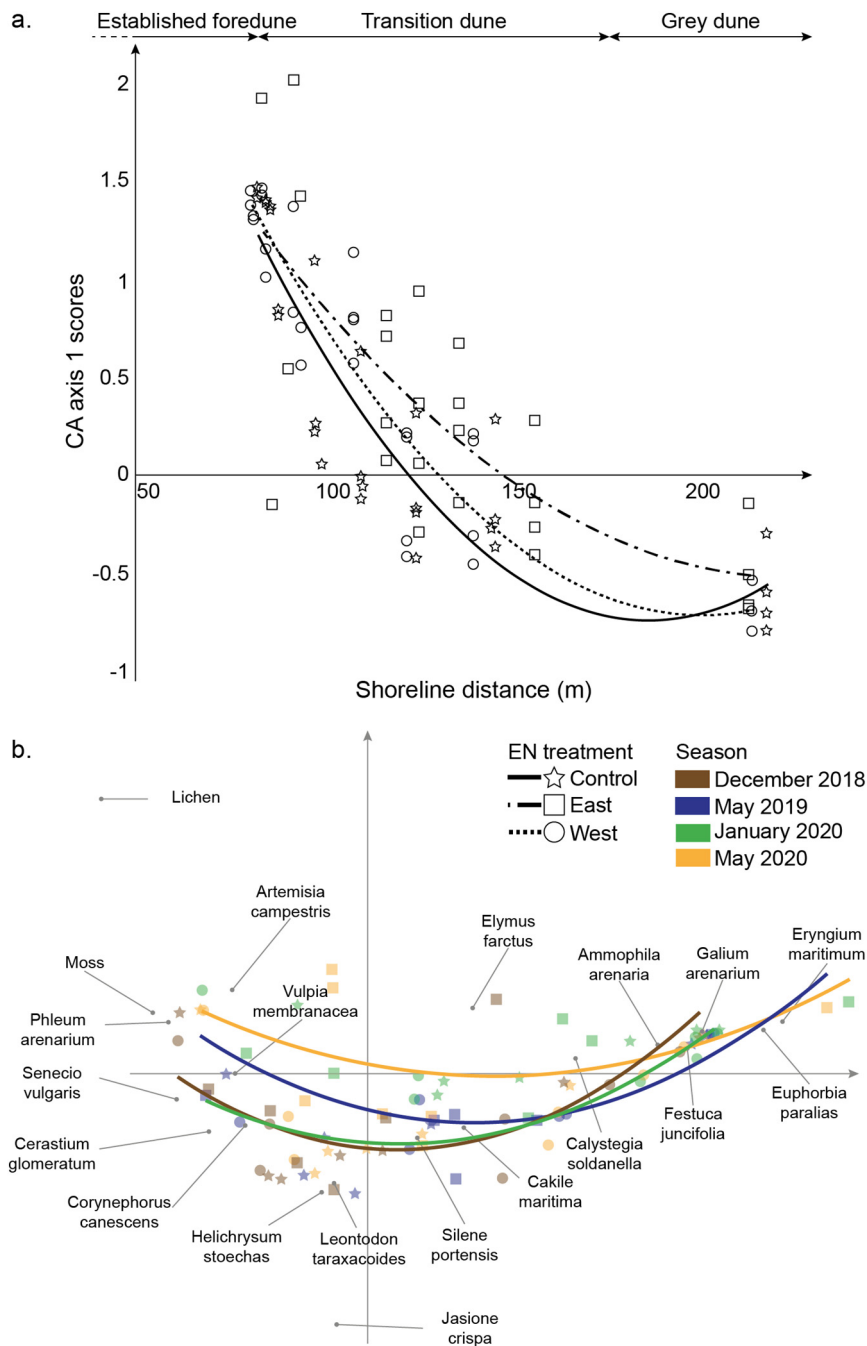 a.
Established foredune
Transition dune
Grey dune
2
1.5
1
0.5
0
-0.5
-1
CA axis 1 scores
50
100
150
200
Shoreline distance (m)
b.
EN treatment
Control
East
West
Season
December 2018
May 2019
January 2020
May 2020
Lichen
Artemisia
campestris
Elymus
farctus
Ammophila
arenaria
Galium
arenarium
Eryngium
maritimum
Moss
Vulpia
membranacea
Phleum
arenarium
Senecio
vulgaris
Euphorbia
paralias
Festuca
juncifolia
Cerastium
glomeratum
Calystegia
soldanella
Cakile
maritima
Corynephorus
canescens
Helichrysum
stoechas
Leontodon
taraxacoides
Silene
portensis
Jasione
crispa